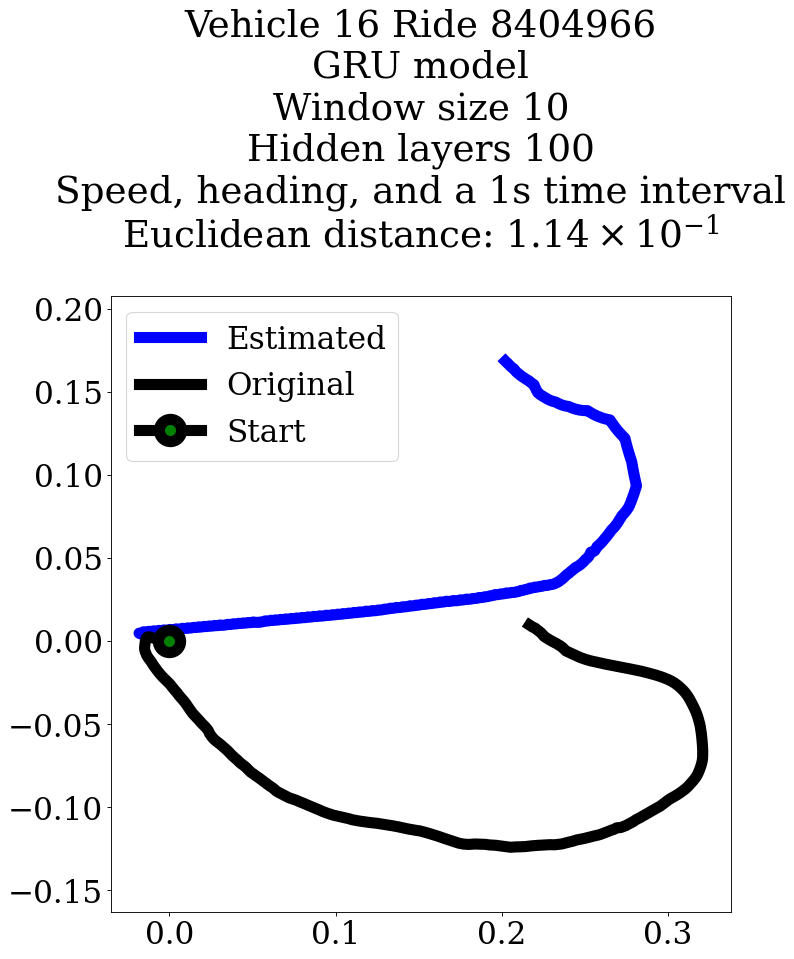 Vehicle 16 Ride 8404966
GRU model
Window size 10
Hidden layers 100
Speed, heading, and a 1s time interval
Euclidean distance: 1.14 × 10⁻¹
0.20
0.15
0.10
0.05
0.00
−0.05
−0.10
−0.15
Estimated
Original
Start
0.0 0.1 0.2 0.3